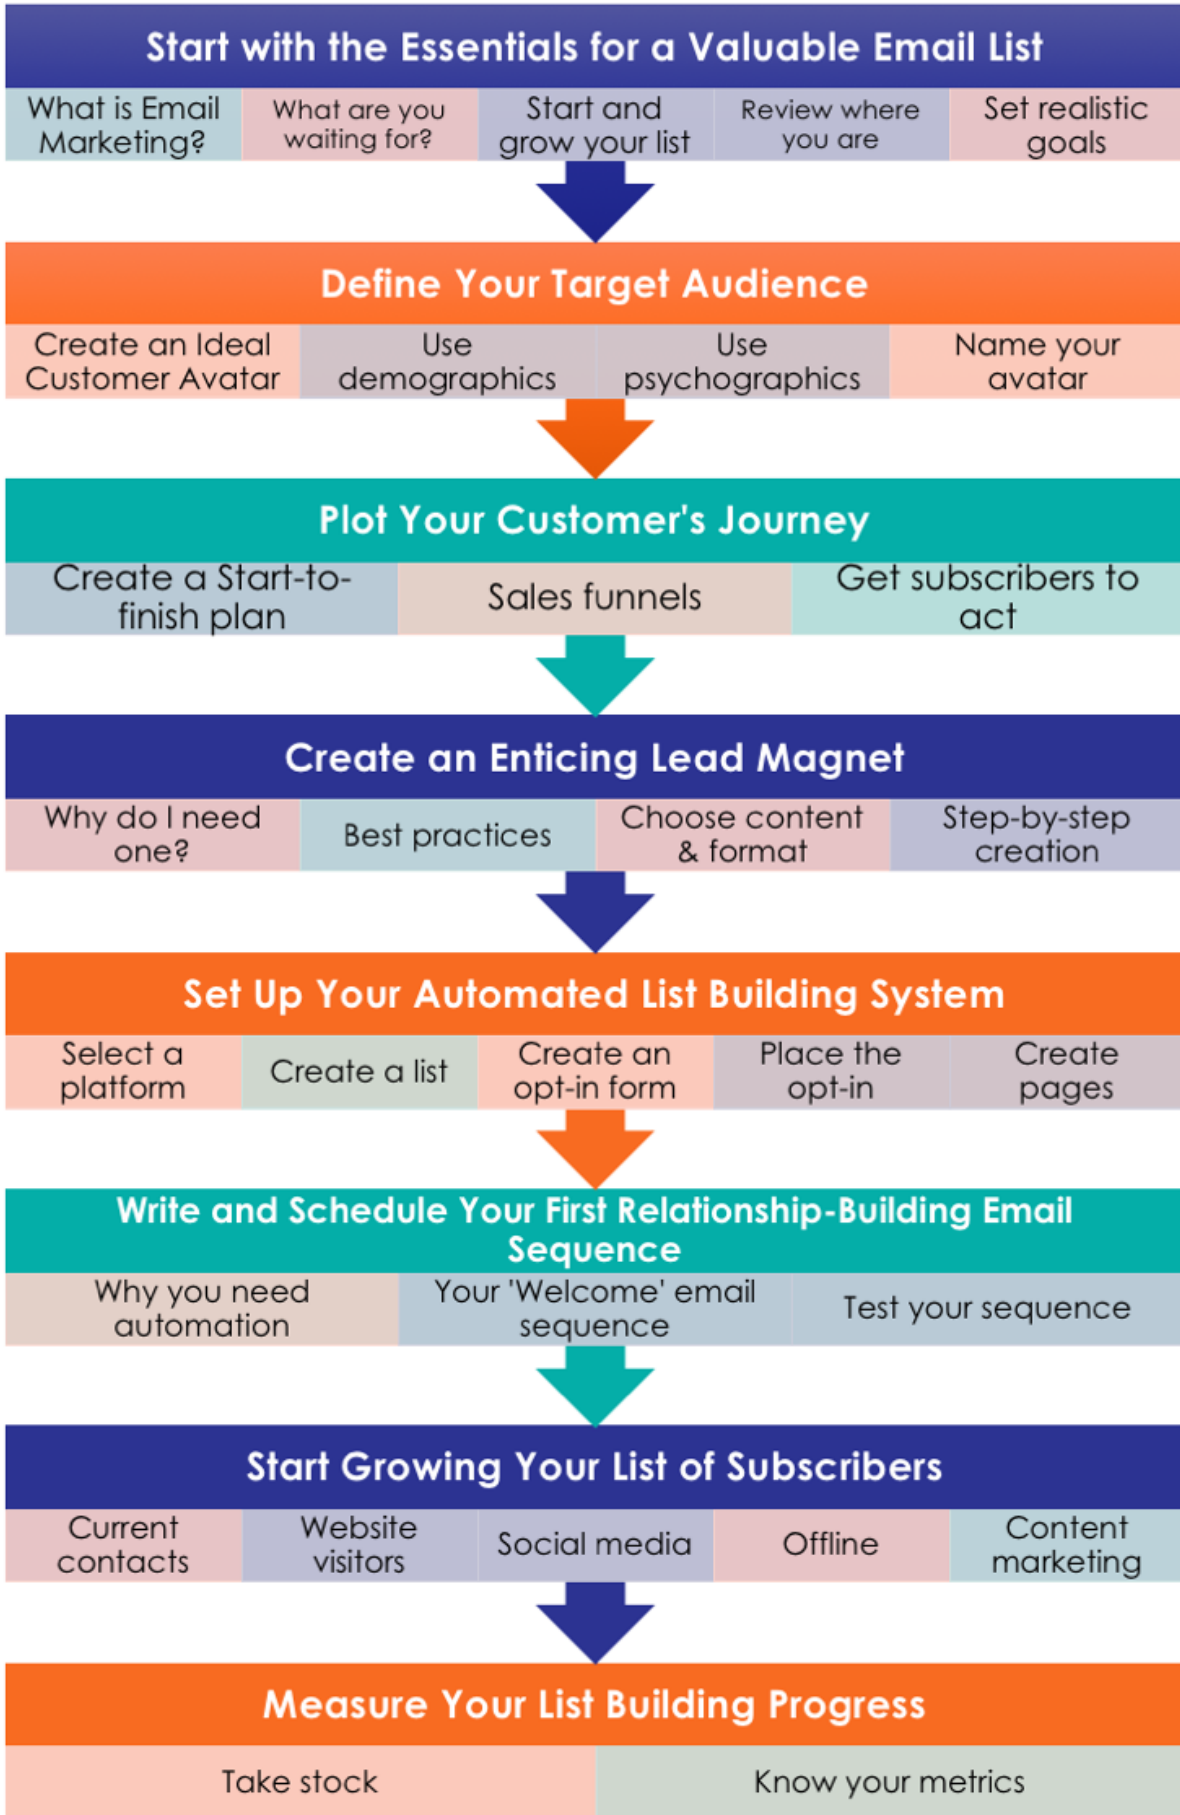 Start with the Essentials for a Valuable Email List
What is Email
Marketing?
What are you
waiting for?
Start and
grow your list
Review where
you are
Set realistic
goals
Define Your Target Audience
Create an Ideal
Customer Avatar
Use
demographics
Use
psychographics
Name your
avatar
Plot Your Customer's Journey
Create a Start-to-
finish plan
Sales funnels
Get subscribers to
act
Create an Enticing Lead Magnet
Why do I need
one?
Best practices
Choose content
& format
Step-by-step
creation
Set Up Your Automated List Building System
Select a
platform
Create a list
Create an
opt-in form
Place the
opt-in
Create
pages
Write and Schedule Your First Relationship-Building Email
Sequence
Why you need
automation
Your 'Welcome' email
sequence
Test your sequence
Start Growing Your List of Subscribers
Current
contacts
Website
visitors
Social media
Offline
Content
marketing
Measure Your List Building Progress
Take stock
Know your metrics